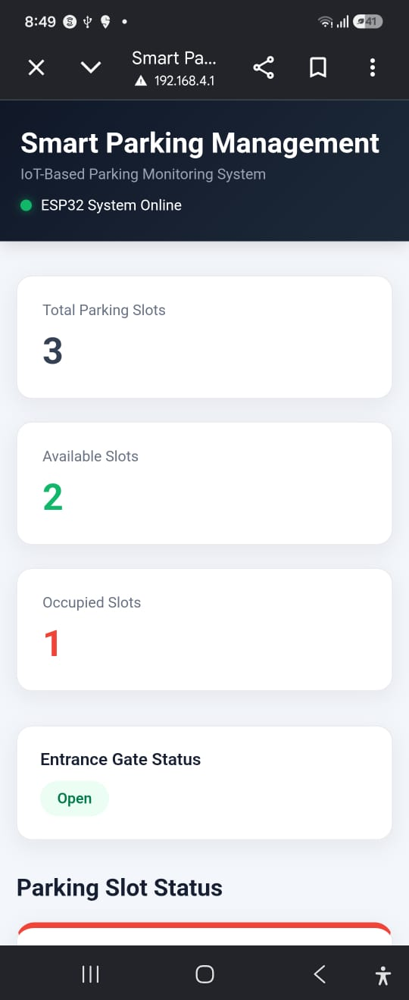 8:49
41
Smart Pa...
192.168.4.1
Smart Parking Management
IoT-Based Parking Monitoring System
ESP32 System Online
Total Parking Slots
3
Available Slots
2
Occupied Slots
1
Entrance Gate Status
Open
Parking Slot Status